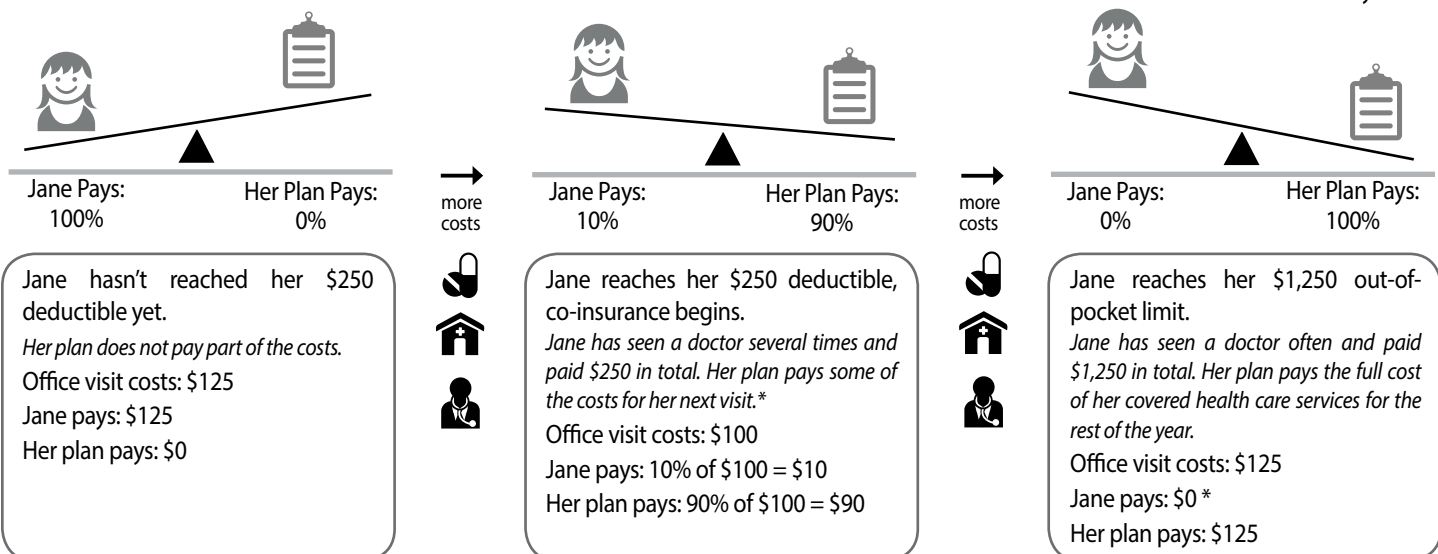 Jane Pays:
100%
Her Plan Pays:
0%
more
costs
Jane Pays:
10%
Her Plan Pays:
90%
more
costs
Jane Pays:
0%
Her Plan Pays:
100%
Jane hasn't reached her $250
deductible yet.
Her plan does not pay part of the costs.
Office visit costs: $125
Jane pays: $125
Her plan pays: $0
Jane reaches her $250 deductible,
co-insurance begins.
Jane has seen a doctor several times and
paid $250 in total. Her plan pays some of
the costs for her next visit.*
Office visit costs: $100
Jane pays: 10% of $100 = $10
Her plan pays: 90% of $100 = $90
Jane reaches her $1,250 out-of-
pocket limit.
Jane has seen a doctor often and paid
$1,250 in total. Her plan pays the full cost
of her covered health care services for the
rest of the year.
Office visit costs: $125
Jane pays: $0 *
Her plan pays: $125